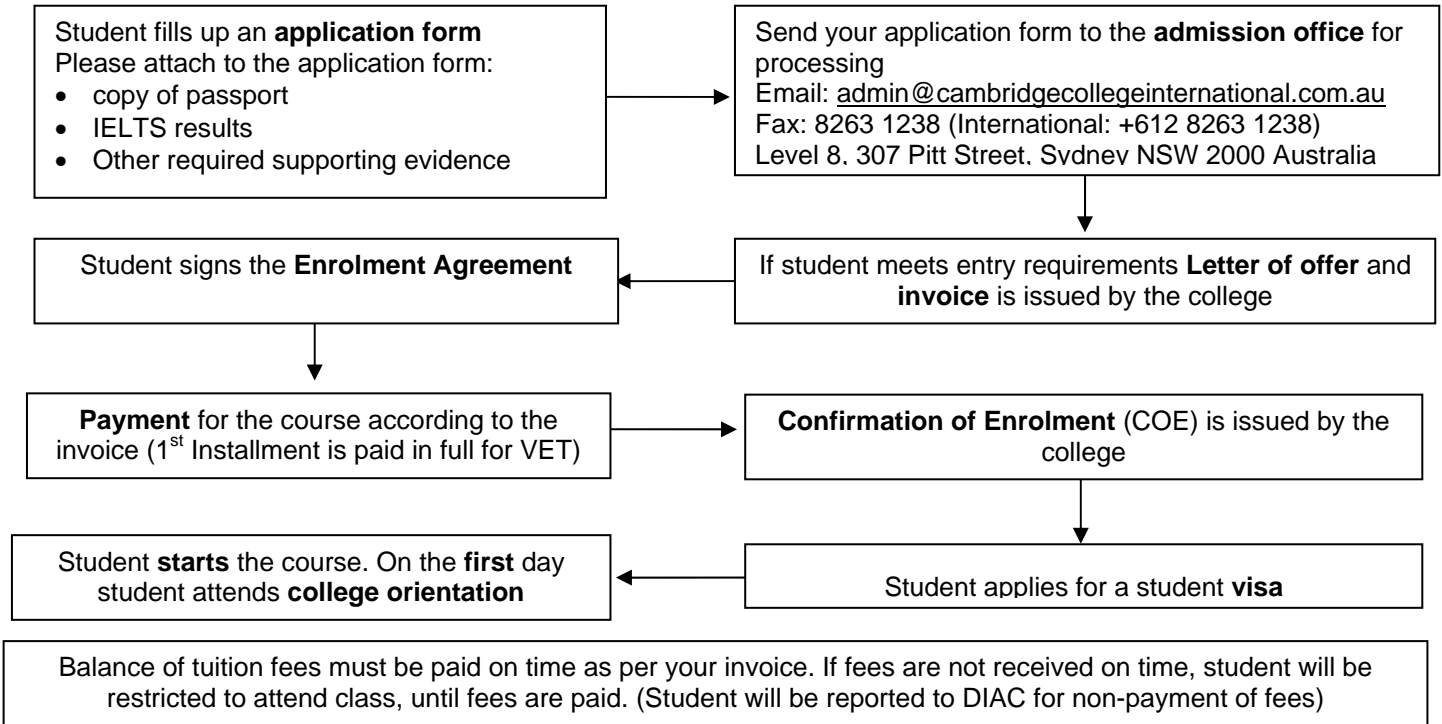 Student fills up an application form
Please attach to the application form:
• copy of passport
• IELTS results
• Other required supporting evidence
Send your application form to the admission office for
processing
Email: admin@cambridgecollegeinternational.com.au
Fax: 8263 1238 (International: +612 8263 1238)
Level 8, 307 Pitt Street, Sydney NSW 2000 Australia
If student meets entry requirements Letter of offer and
invoice is issued by the college
Student signs the Enrolment Agreement
Payment for the course according to the
invoice (1st Installment is paid in full for VET)
Confirmation of Enrolment (COE) is issued by the
college
Student applies for a student visa
Student starts the course. On the first day
student attends college orientation
Balance of tuition fees must be paid on time as per your invoice. If fees are not received on time, student will be
restricted to attend class, until fees are paid. (Student will be reported to DIAC for non-payment of fees)